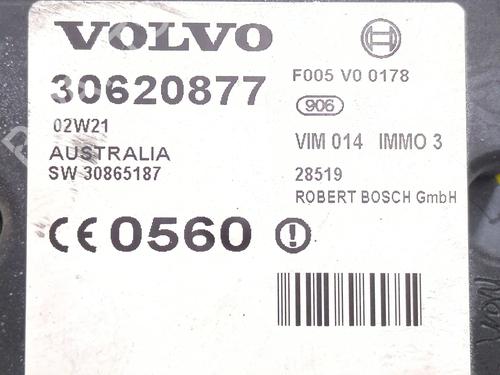 VOLVO
30620877
02W21
AUSTRALIA
SW 30865187
CE 0560
F005 V0 0178
906
VIM 014 IMMO 3
28519
ROBERT BOSCH GmbH